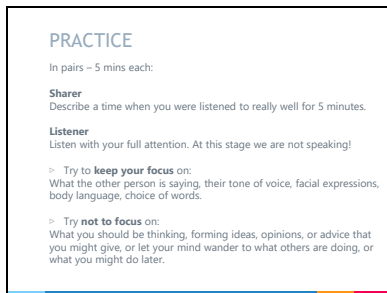 PRACTICE
In pairs – 5 mins each:
Sharer
Describe a time when you were listened to really well for 5 minutes.
Listener
Listen with your full attention. At this stage we are not speaking!
▷ Try to keep your focus on:
What the other person is saying, their tone of voice, facial expressions,
body language, choice of words.
▷ Try not to focus on:
What you should be thinking, forming ideas, opinions, or advice that
you might give, or let your mind wander to what others are doing, or
what you might do later.